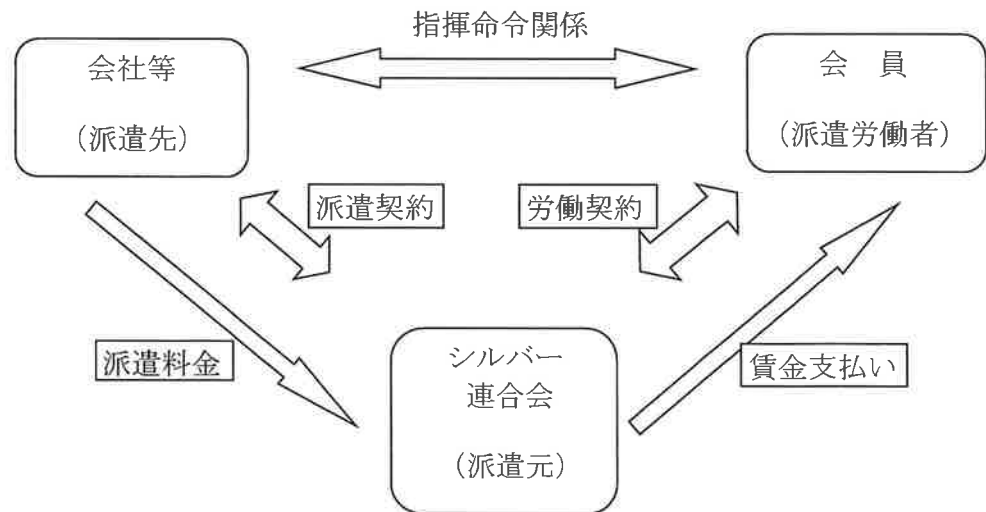 指揮命令関係
会社等
(派遣先)
会　員
(派遣労働者)
派遣契約
労働契約
派遣料金
シルバー
連合会
(派遣元)
賃金支払い